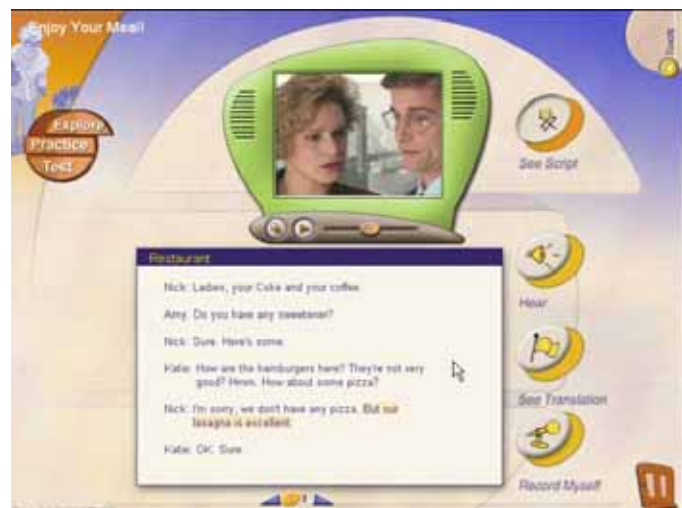 Enjoy Your Meal!
Explore
Practice
Test
See Script
Restaurant
Nick: Ladies, your Coke and your coffee.
Amy: Do you have any sweetener?
Nick: Sure. Here's some.
Katie: How are the hamburgers here? They're not very
good? Hmm. How about some pizza?
Nick: I'm sorry, we don't have any pizza. But our
lasagna is excellent.
Katie: OK. Sure.
Hear
See Translation
Record Myself